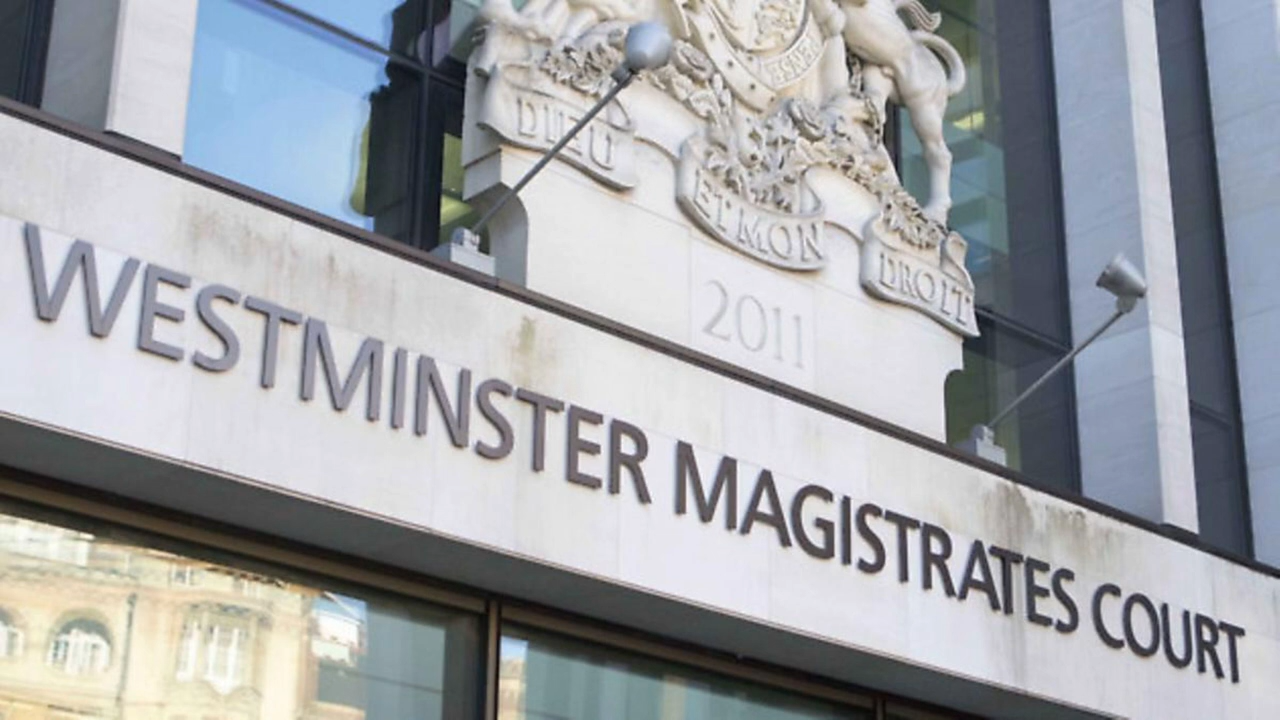 DIEU
ET MON
DROIT
2011
WESTMINSTER MAGISTRATES COURT